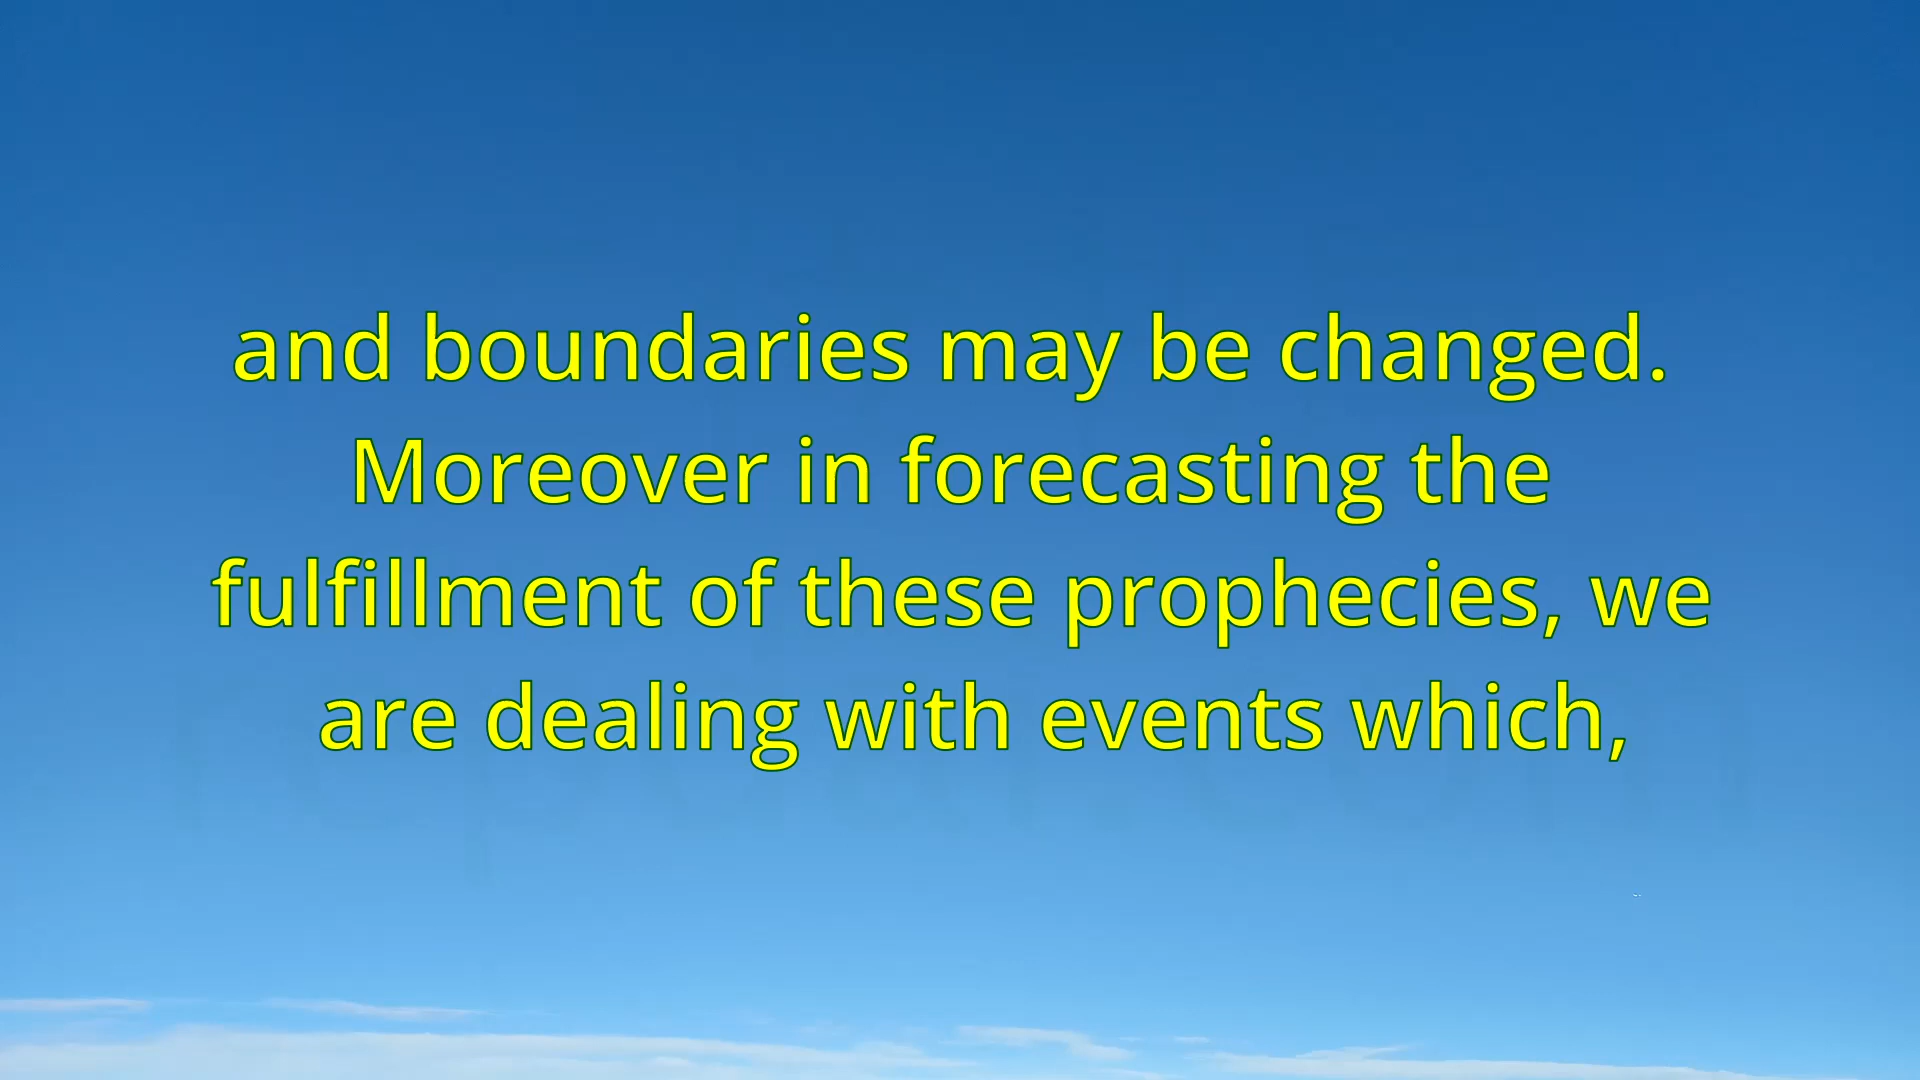 and boundaries may be changed.
Moreover in forecasting the
fulfillment of these prophecies, we
are dealing with events which,